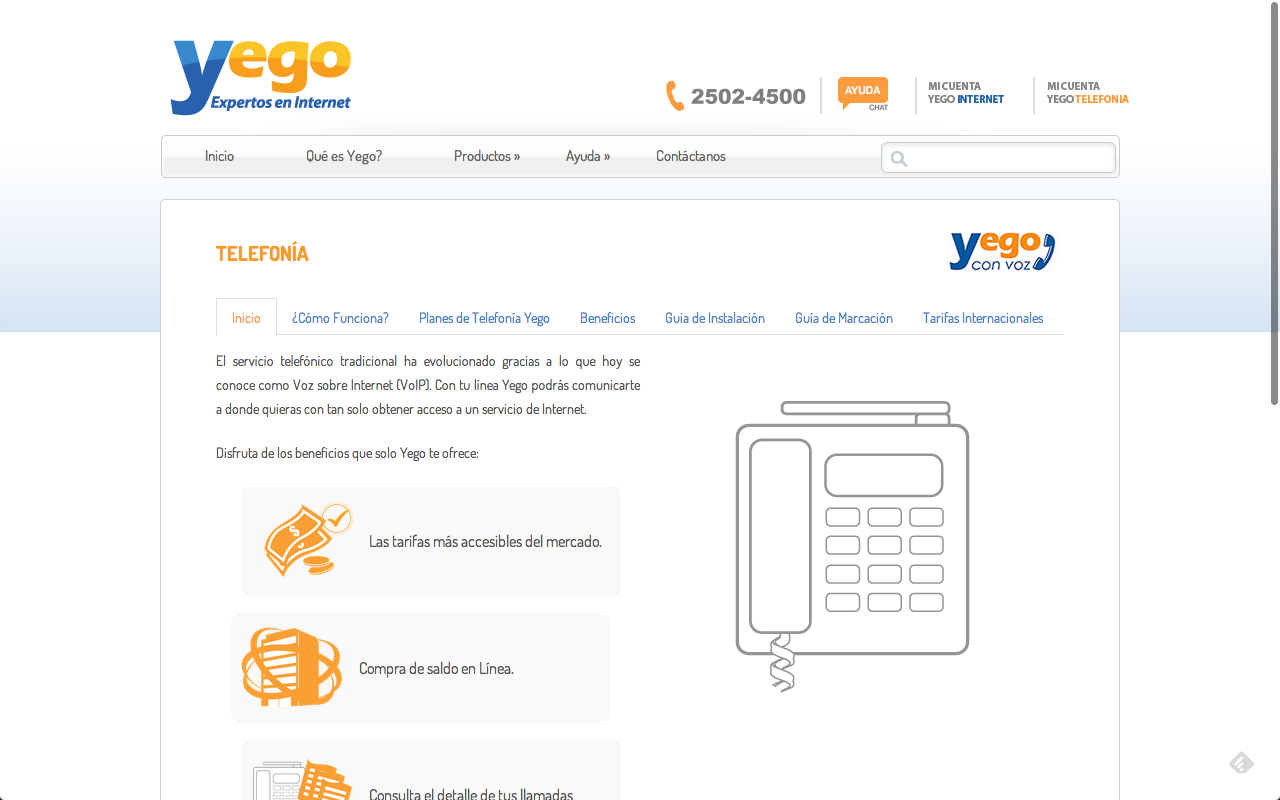 yego
Expertos en Internet
2502-4500
AYUDA
CHAT
MI CUENTA
YEGO INTERNET
MI CUENTA
YEGO TELEFONIA
Inicio
Qué es Yego?
Productos »
Ayuda »
Contáctanos
TELEFONÍA
yego
con voz
Inicio
¿Cómo Funciona?
Planes de Telefonía Yego
Beneficios
Guia de Instalación
Guía de Marcación
Tarifas Internacionales
El servicio telefónico tradicional ha evolucionado gracias a lo que hoy se
conoce como Voz sobre Internet (VoIP). Con tu línea Yego podrás comunicarte
a donde quieras con tan solo obtener acceso a un servicio de Internet.
Disfruta de los beneficios que solo Yego te ofrece:
Las tarifas más accesibles del mercado.
Compra de saldo en Línea.
Consulta el detalle de tus llamadas